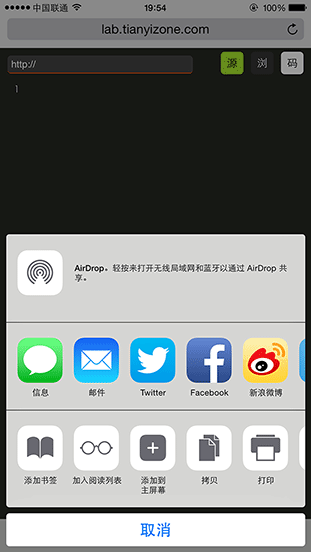 中国联通 19:54 100%
lab.tianyizone.com
http://
源 浏 码
1
AirDrop。轻按来打开无线局域网和蓝牙以通过 AirDrop 共
享。
信息 邮件 Twitter Facebook 新浪微博
添加书签 加入阅读列表 添加到 拷贝 打印
主屏幕
取消